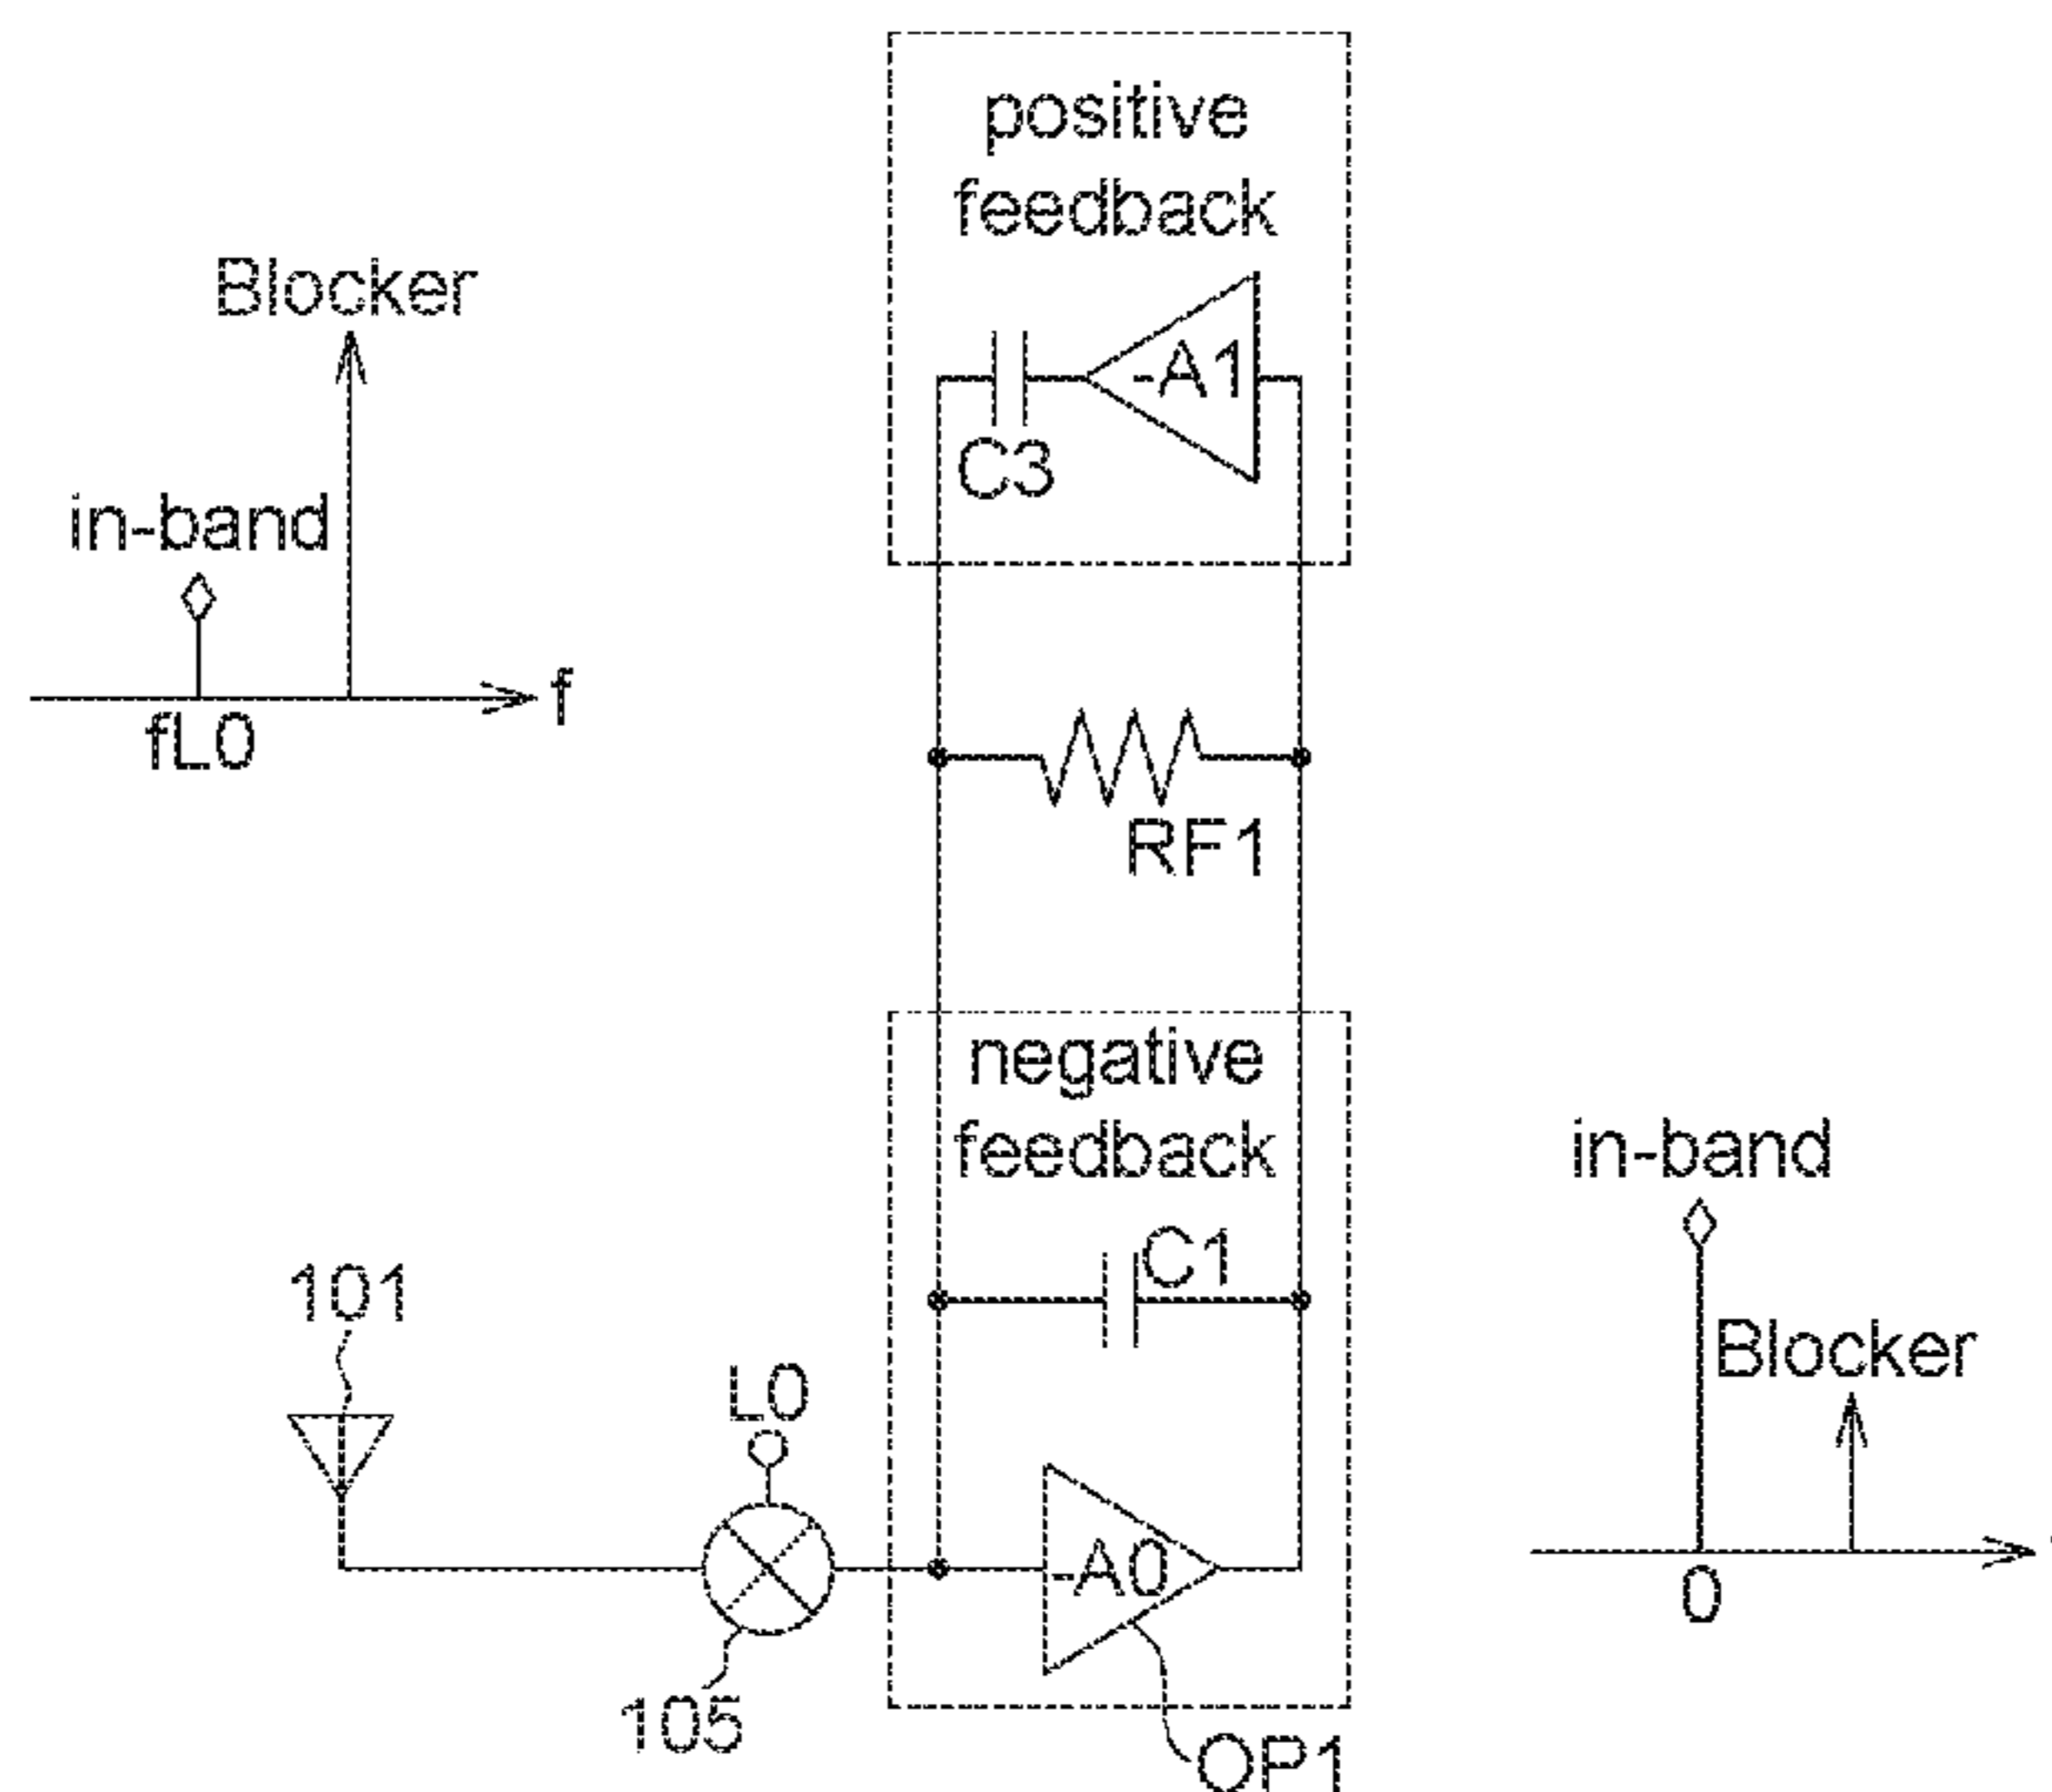 positive
feedback
-A1
C3
Blocker
in-band
fL0
f
RF1
negative
feedback
C1
101
L0
-A0
105
OP1
in-band
Blocker
0